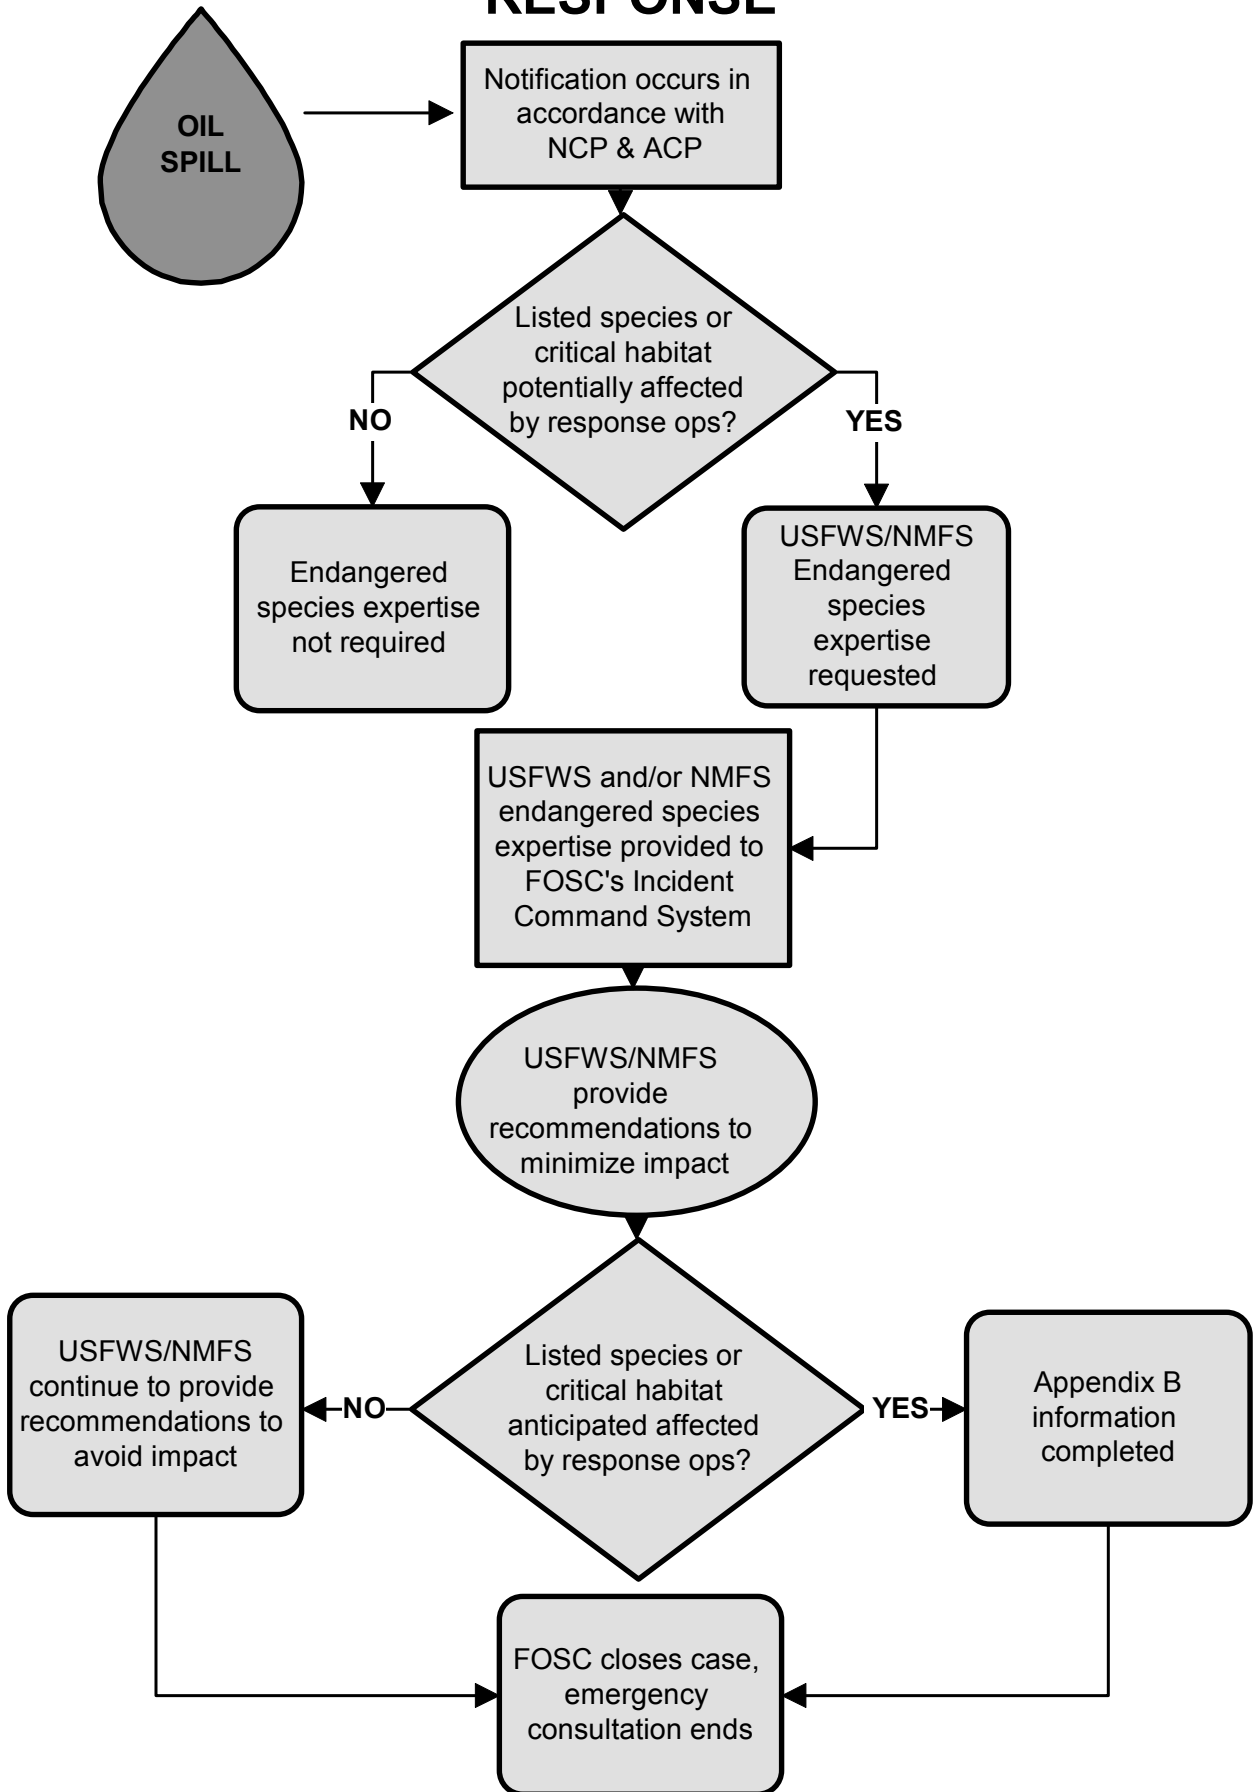 RESPONSE
OIL
SPILL
Notification occurs in
accordance with
NCP & ACP
Listed species or
critical habitat
potentially affected
by response ops?
NO
YES
Endangered
species expertise
not required
USFWS/NMFS
Endangered
species
expertise
requested
USFWS and/or NMFS
endangered species
expertise provided to
FOSC's Incident
Command System
USFWS/NMFS
provide
recommendations to
minimize impact
USFWS/NMFS
continue to provide
recommendations to
avoid impact
NO
Listed species or
critical habitat
anticipated affected
by response ops?
YES
Appendix B
information
completed
FOSC closes case,
emergency
consultation ends